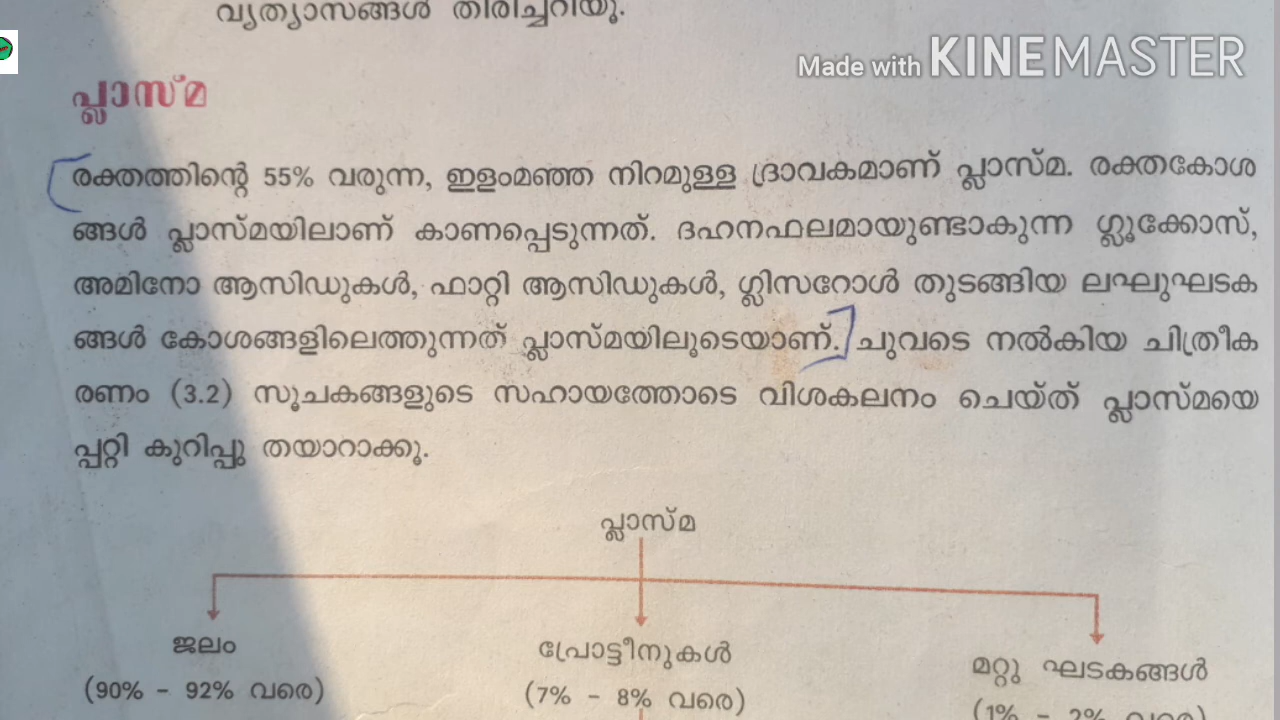 വ്യത്യാസങ്ങൾ തിരിച്ചറിയൂ.
Made with KINEMASTER
പ്ലാസ്മ
രക്തത്തിന്റെ 55% വരുന്ന, ഇളംമഞ്ഞ നിറമുള്ള ദ്രാവകമാണ് പ്ലാസ്മ. രക്തകോശ
ങ്ങൾ പ്ലാസ്മയിലാണ് കാണപ്പെടുന്നത്. ദഹനഫലമായുണ്ടാകുന്ന ഗ്ലൂക്കോസ്,
അമിനോ ആസിഡുകൾ, ഫാറ്റി ആസിഡുകൾ, ഗ്ലിസറോൾ തുടങ്ങിയ ലഘുഘടക
ങ്ങൾ കോശങ്ങളിലെത്തുന്നത് പ്ലാസ്മയിലൂടെയാണ്. ചുവടെ നൽകിയ ചിത്രീക
രണം (3.2) സൂചകങ്ങളുടെ സഹായത്തോടെ വിശകലനം ചെയ്ത് പ്ലാസ്മയെ
പ്പറ്റി കുറിപ്പു തയാറാക്കൂ.
പ്ലാസ്മ
ജലം
(90% - 92% വരെ)
പ്രോട്ടീനുകൾ
(7% - 8% വരെ)
മറ്റു ഘടകങ്ങൾ
(1% - 2% വരെ)